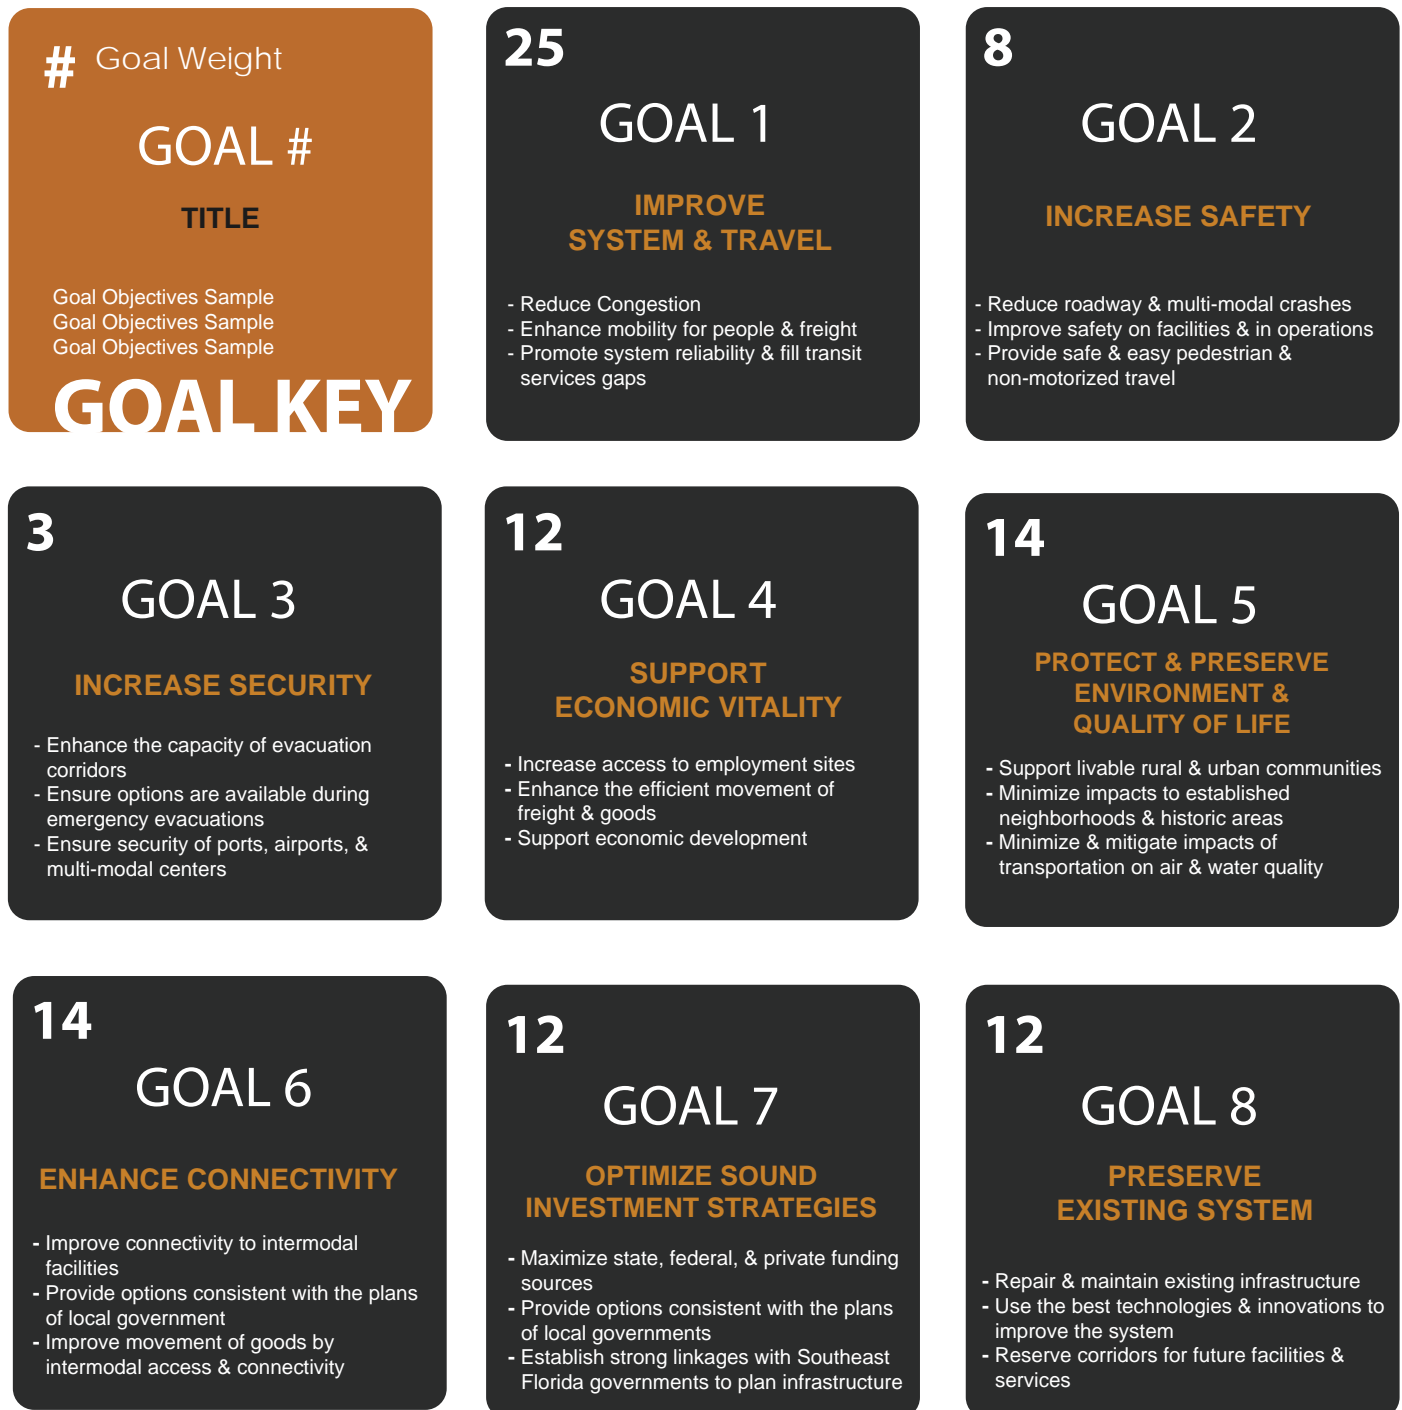 # Goal Weight
GOAL #
TITLE
Goal Objectives Sample
Goal Objectives Sample
Goal Objectives Sample
GOAL KEY
25
GOAL 1
IMPROVE
SYSTEM & TRAVEL
- Reduce Congestion
- Enhance mobility for people & freight
- Promote system reliability & fill transit
services gaps
8
GOAL 2
INCREASE SAFETY
- Reduce roadway & multi-modal crashes
- Improve safety on facilities & in operations
- Provide safe & easy pedestrian &
non-motorized travel
3
GOAL 3
INCREASE SECURITY
- Enhance the capacity of evacuation
corridors
- Ensure options are available during
emergency evacuations
- Ensure security of ports, airports, &
multi-modal centers
12
GOAL 4
SUPPORT
ECONOMIC VITALITY
- Increase access to employment sites
- Enhance the efficient movement of
freight & goods
- Support economic development
14
GOAL 5
PROTECT & PRESERVE
ENVIRONMENT &
QUALITY OF LIFE
- Support livable rural & urban communities
- Minimize impacts to established
neighborhoods & historic areas
- Minimize & mitigate impacts of
transportation on air & water quality
14
GOAL 6
ENHANCE CONNECTIVITY
- Improve connectivity to intermodal
facilities
- Provide options consistent with the plans
of local government
- Improve movement of goods by
intermodal access & connectivity
12
GOAL 7
OPTIMIZE SOUND
INVESTMENT STRATEGIES
- Maximize state, federal, & private funding
sources
- Provide options consistent with the plans
of local governments
- Establish strong linkages with Southeast
Florida governments to plan infrastructure
12
GOAL 8
PRESERVE
EXISTING SYSTEM
- Repair & maintain existing infrastructure
- Use the best technologies & innovations to
improve the system
- Reserve corridors for future facilities &
services